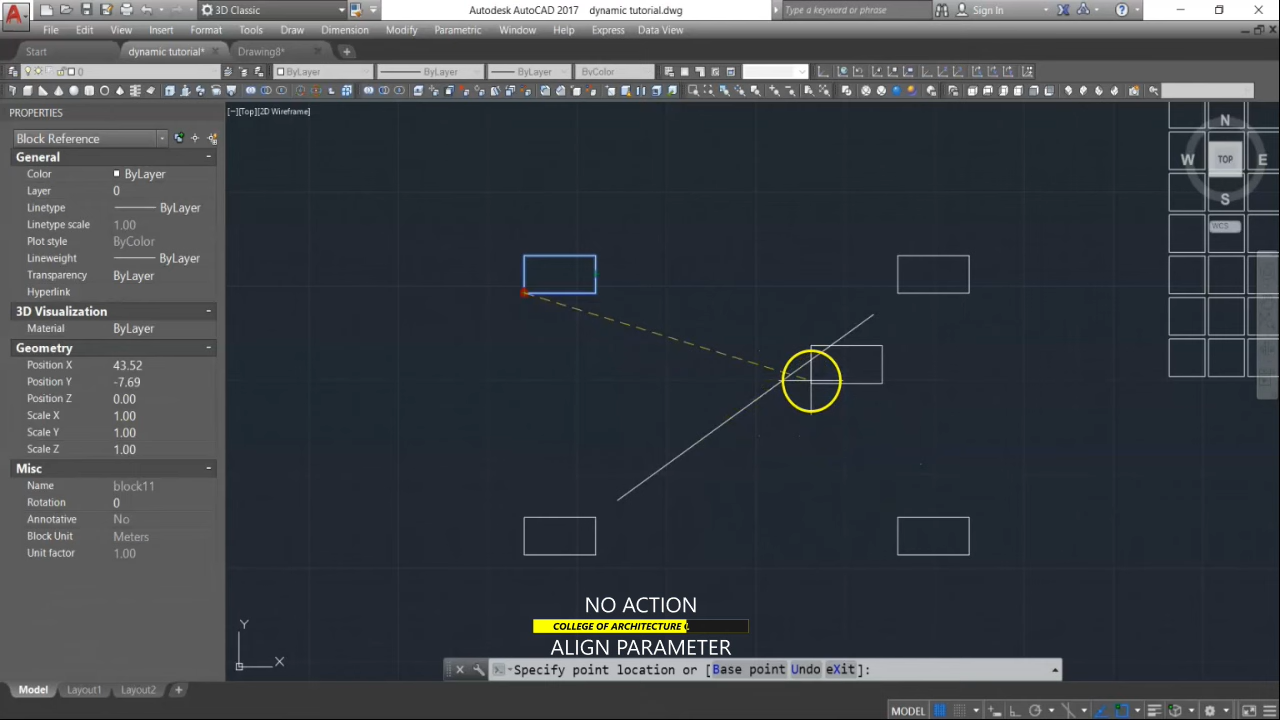 3D Classic
Autodesk AutoCAD 2017 dynamic tutorial.dwg
Type a keyword or phrase
Sign In
File Edit View Insert Format Tools Draw Dimension Modify Parametric Window Help Express Data View
Start
dynamic tutorial*
Drawing8*
0
ByLayer
ByLayer
ByLayer
ByColor
PROPERTIES
[−][Top][2D Wireframe]
Block Reference
General
Color ByLayer
Layer 0
Linetype ByLayer
Linetype scale 1.00
Plot style ByColor
Lineweight ByLayer
Transparency ByLayer
Hyperlink
3D Visualization
Material ByLayer
Geometry
Position X 43.52
Position Y -7.69
Position Z 0.00
Scale X 1.00
Scale Y 1.00
Scale Z 1.00
Misc
Name block11
Rotation 0
Annotative No
Block Unit Meters
Unit factor 1.00
N
W TOP E
S
WCS
NO ACTION
COLLEGE OF ARCHITECTURE
ALIGN PARAMETER
Y
X
Specify point location or [Base point Undo eXit]:
Model Layout1 Layout2
MODEL